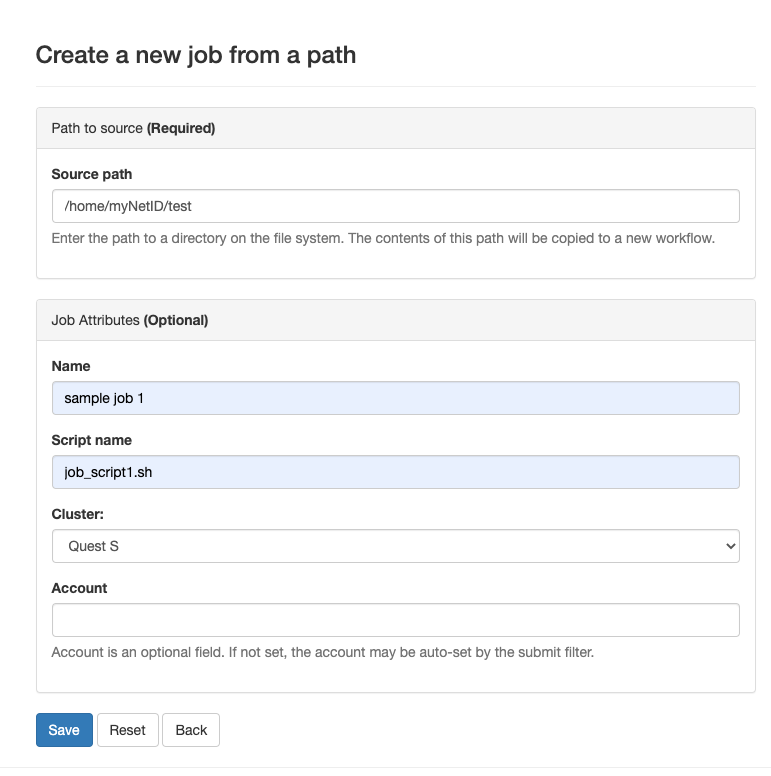 Create a new job from a path
Path to source (Required)
Source path
/home/myNetID/test
Enter the path to a directory on the file system. The contents of this path will be copied to a new workflow.
Job Attributes (Optional)
Name
sample job 1
Script name
job_script1.sh
Cluster:
Quest S
Account
Account is an optional field. If not set, the account may be auto-set by the submit filter.
Save Reset Back